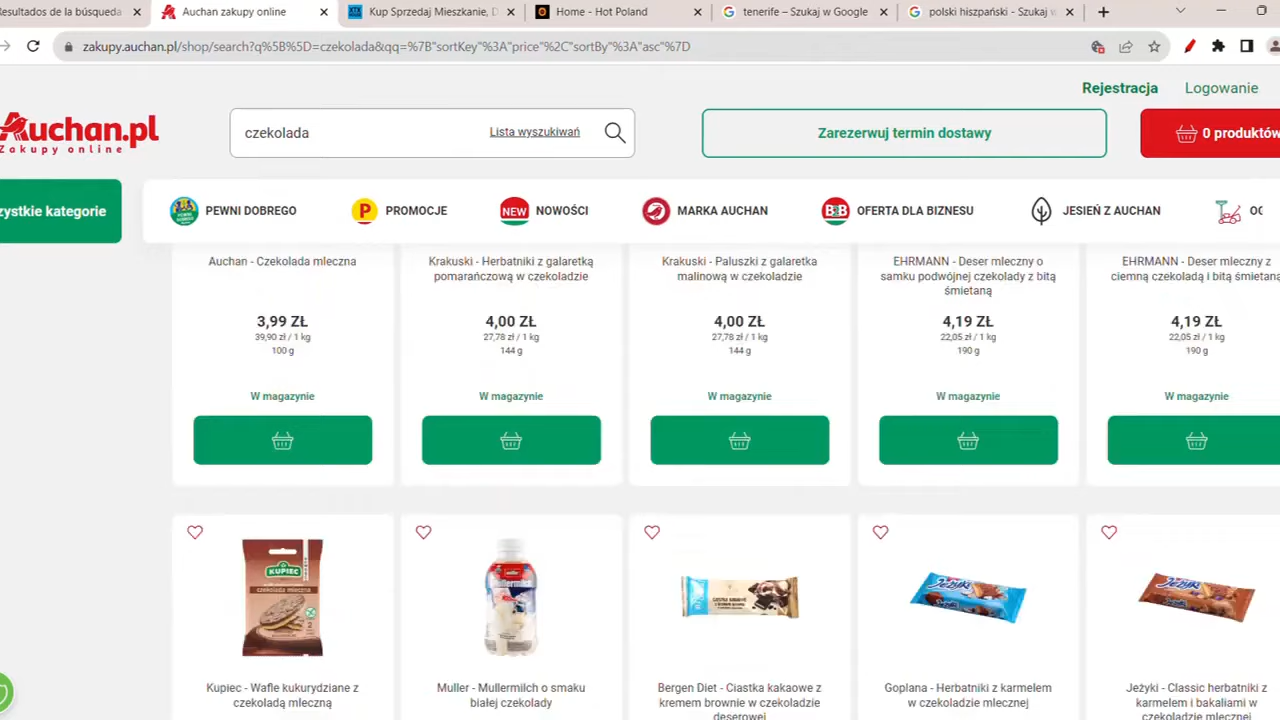 esultados de la búsqueda
Auchan zakupy online
Kup Sprzedaj Mieszkanie, D
Home - Hot Poland
tenerife – Szukaj w Google
polski hiszpański - Szukaj w
zakupy.auchan.pl/shop/search?q%5B%5D=czekolada&qq=%7B"sortKey"%3A"price"%2C"sortBy"%3A"asc"%7D
Rejestracja
Logowanie
Auchan.pl
Zakupy online
czekolada
Lista wyszukiwań
Zarezerwuj termin dostawy
0 produktów
zystkie kategorie
PEWNI DOBREGO
P
PROMOCJE
NEW
NOWOŚCI
MARKA AUCHAN
B2B
OFERTA DLA BIZNESU
JESIEŃ Z AUCHAN
OG
Auchan - Czekolada mleczna
3,99 ZŁ
39,90 zł / 1 kg
100 g
W magazynie
Krakuski - Herbatniki z galaretką
pomarańczową w czekoladzie
4,00 ZŁ
27,78 zł / 1 kg
144 g
W magazynie
Krakuski - Paluszki z galaretka
malinową w czekoladzie
4,00 ZŁ
27,78 zł / 1 kg
144 g
W magazynie
EHRMANN - Deser mleczny o
samku podwójnej czekolady z bitą
śmietaną
4,19 ZŁ
22,05 zł / 1 kg
190 g
W magazynie
EHRMANN - Deser mleczny z
ciemną czekoladą i bitą śmietaną
4,19 ZŁ
22,05 zł / 1 kg
190 g
W magazynie
KUPIEC
czekolada mleczna
Kupiec - Wafle kukurydziane z
czekoladą mleczną
Muller - Mullermilch o smaku
białej czekolady
Bergen Diet - Ciastka kakaowe z
kremem brownie w czekoladzie
deserowej
Jeżyki
Goplana - Herbatniki z karmelem
w czekoladzie mlecznej
Jeżyki
Jeżyki - Classic herbatniki z
karmelem i bakaliami w
czekoladzie mlecznej